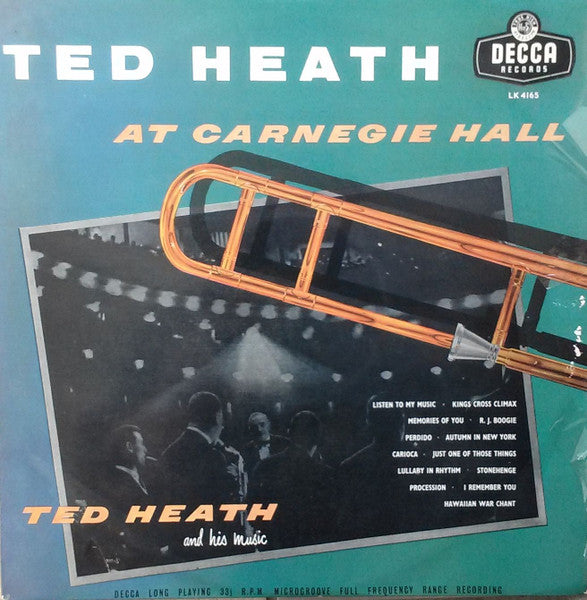 TED HEATH
DECCA
RECORDS
LK 4165
AT CARNEGIE HALL
LISTEN TO MY MUSIC · KINGS CROSS CLIMAX
MEMORIES OF YOU · R. J. BOOGIE
PERDIDO · AUTUMN IN NEW YORK
CARIOCA · JUST ONE OF THOSE THINGS
LULLABY IN RHYTHM · STONEHENGE
PROCESSION · I REMEMBER YOU
HAWAIIAN WAR CHANT
TED HEATH
and his music
DECCA LONG PLAYING 33⅓ R.P.M. MICROGROOVE FULL FREQUENCY RANGE RECORDING